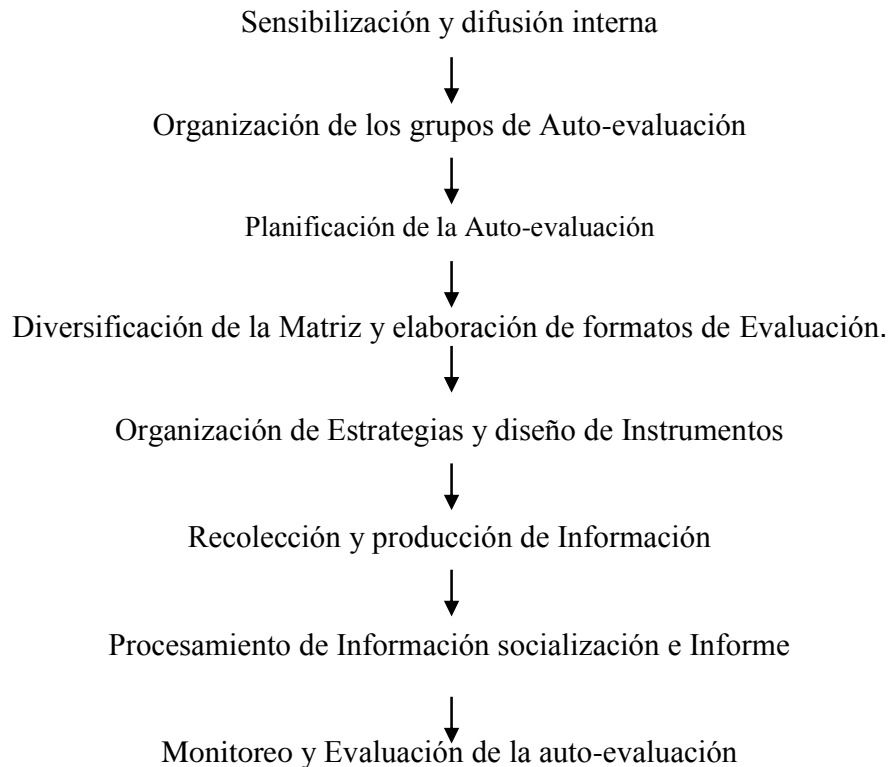 Sensibilización y difusión interna
Organización de los grupos de Auto-evaluación
Planificación de la Auto-evaluación
Diversificación de la Matriz y elaboración de formatos de Evaluación.
Organización de Estrategias y diseño de Instrumentos
Recolección y producción de Información
Procesamiento de Información socialización e Informe
Monitoreo y Evaluación de la auto-evaluación